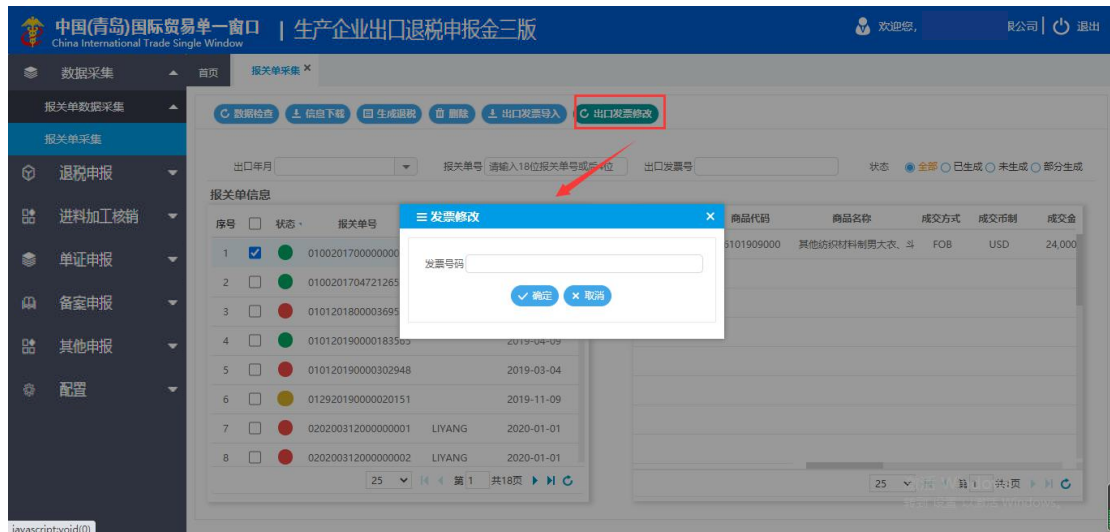 中国(青岛)国际贸易单一窗口 | 生产企业出口退税申报金三版
China International Trade Single Window
欢迎您,
公司 | 退出
数据采集
首页 报关单采集 ×
报关单数据采集
报关单采集
退税申报
进料加工核销
单证申报
备案申报
其他申报
配置
数据检查 信息下载 生成退税 删除 出口发票导入 出口发票修改
出口年月 报关单号 请输入18位报关单号或后 位 出口发票号 状态 全部 已生成 未生成 部分生成
报关单信息
序号 状态 报关单号
商品代码 商品名称 成交方式 成交币制 成交金
1 0100201700000000
101909000 其他纺织材料制男大衣、斗 FOB USD 24,000
2 010020170472126
3 010120180000369
4 010120190000183505 2019-04-09
5 010120190000302948 2019-03-04
6 012920190000020151 2019-11-09
7 020200312000000001 LIYANG 2020-01-01
8 020200312000000002 LIYANG 2020-01-01
发票修改 ×
发票号码
确定 × 取消
25 第 1 共18页
25 第 1 共1页
javascript:void(0)